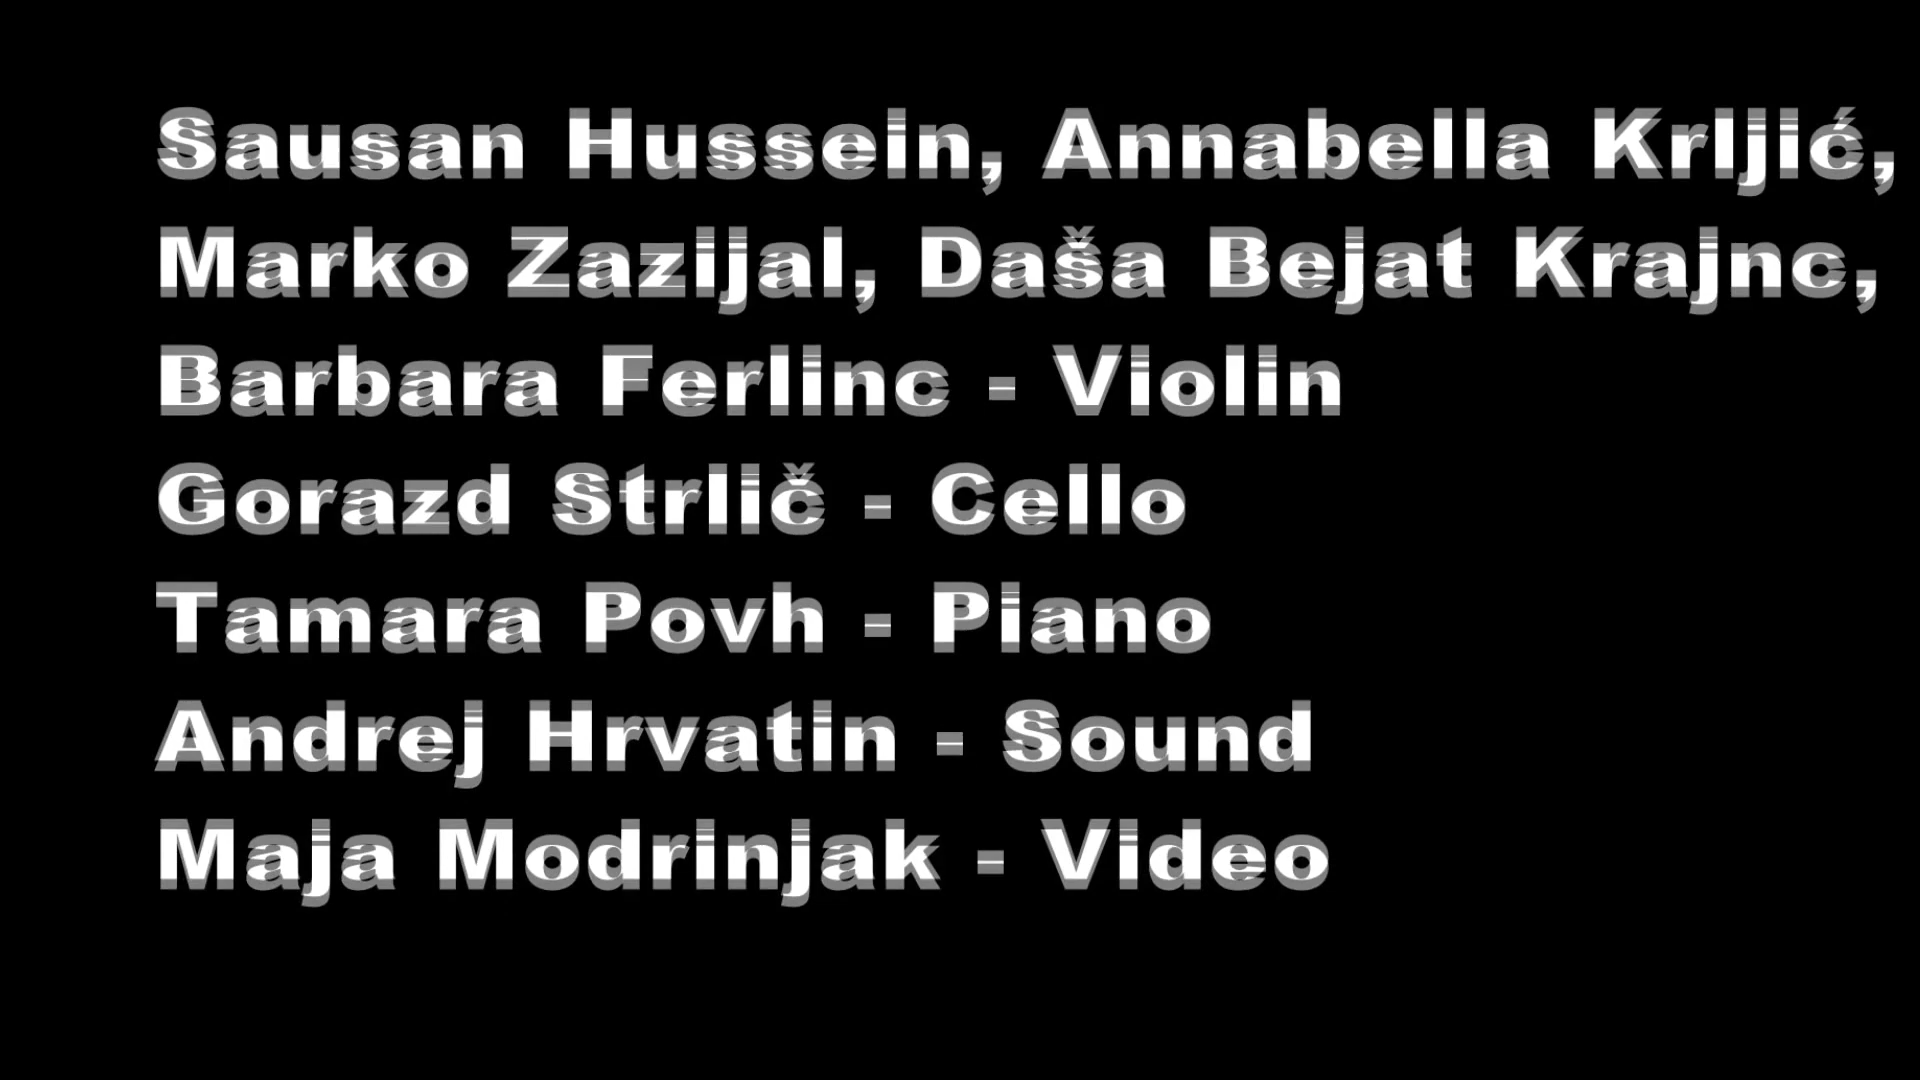 Sausan Hussein, Annabella Krljić,
Marko Zazijal, Daša Bejat Krajnc,
Barbara Ferlinc - Violin
Gorazd Strlič - Cello
Tamara Povh - Piano
Andrej Hrvatin - Sound
Maja Modrinjak - Video